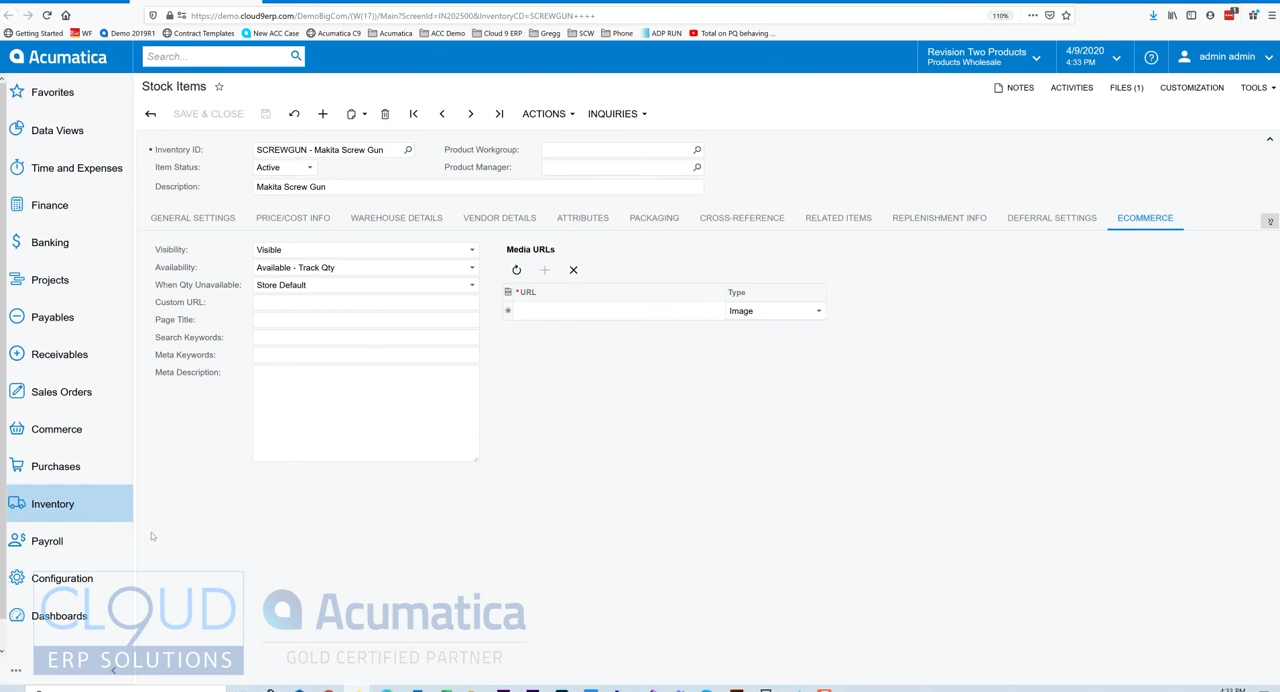 https://demo.cloud9erp.com/DemoBigCom/(W(17))/Main?ScreenId=IN202500&InventoryCD=SCREWGUN++++
110%
Getting Started
WF
Demo 2019R1
Contract Templates
New ACC Case
Acumatica C9
Acumatica
ACC Demo
Cloud 9 ERP
Gregg
SCW
Phone
ADP RUN
Total on PQ behaving ...
Acumatica
Search...
Revision Two Products
Products Wholesale
4/9/2020
4:33 PM
admin admin
Favorites
Data Views
Time and Expenses
Finance
Banking
Projects
Payables
Receivables
Sales Orders
Commerce
Purchases
Inventory
Payroll
Configuration
Dashboards
Stock Items
NOTES
ACTIVITIES
FILES (1)
CUSTOMIZATION
TOOLS
SAVE & CLOSE
ACTIONS
INQUIRIES
* Inventory ID: SCREWGUN - Makita Screw Gun
Product Workgroup:
Item Status: Active
Product Manager:
Description: Makita Screw Gun
GENERAL SETTINGS
PRICE/COST INFO
WAREHOUSE DETAILS
VENDOR DETAILS
ATTRIBUTES
PACKAGING
CROSS-REFERENCE
RELATED ITEMS
REPLENISHMENT INFO
DEFERRAL SETTINGS
ECOMMERCE
Visibility: Visible
Availability: Available - Track Qty
When Qty Unavailable: Store Default
Custom URL:
Page Title:
Search Keywords:
Meta Keywords:
Meta Description:
Media URLs
* URL
Type
Image
CLOUD 9
ERP SOLUTIONS
Acumatica
GOLD CERTIFIED PARTNER